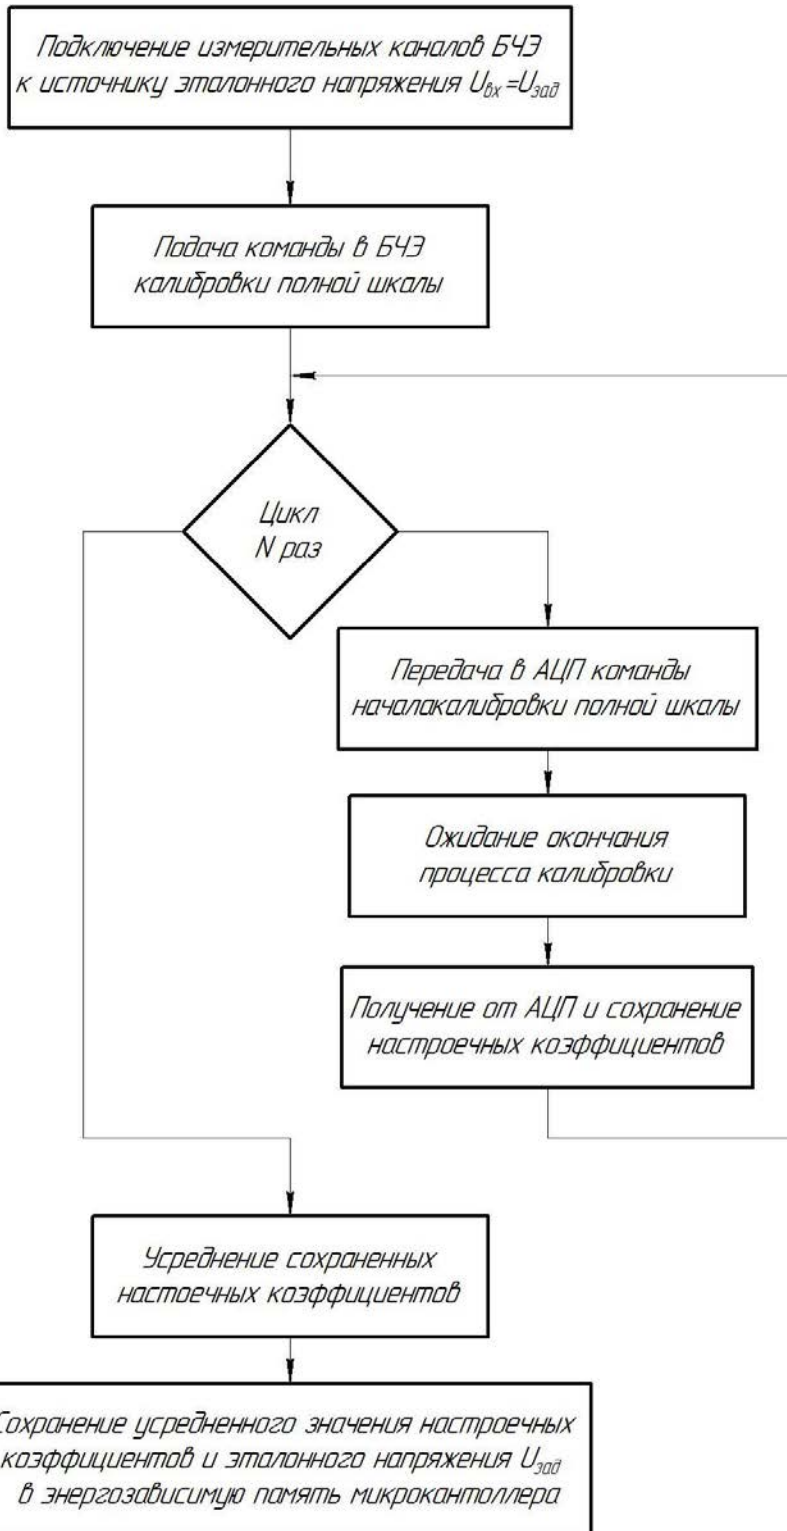 Подключение измерительных каналов БЧЭ
к источнику эталонного напряжения Uвх=Uзад
Подача команды в БЧЭ
калибровки полной шкалы
Цикл
N раз
Передача в АЦП команды
началакалибровки полной шкалы
Ожидание окончания
процесса калибровки
Получение от АЦП и сохранение
настроечных коэффициентов
Усреднение сохраненных
настоечных коэффициентов
Сохранение усредненного значения настроечных
коэффициентов и эталонного напряжения Uзад
в энергозависимую память микрокантоллера